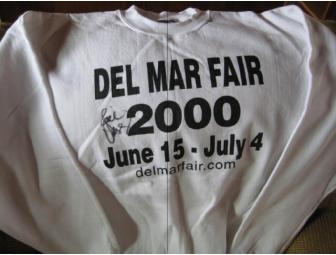 DEL MAR FAIR
2000
June 15 - July 4
delmarfair.com